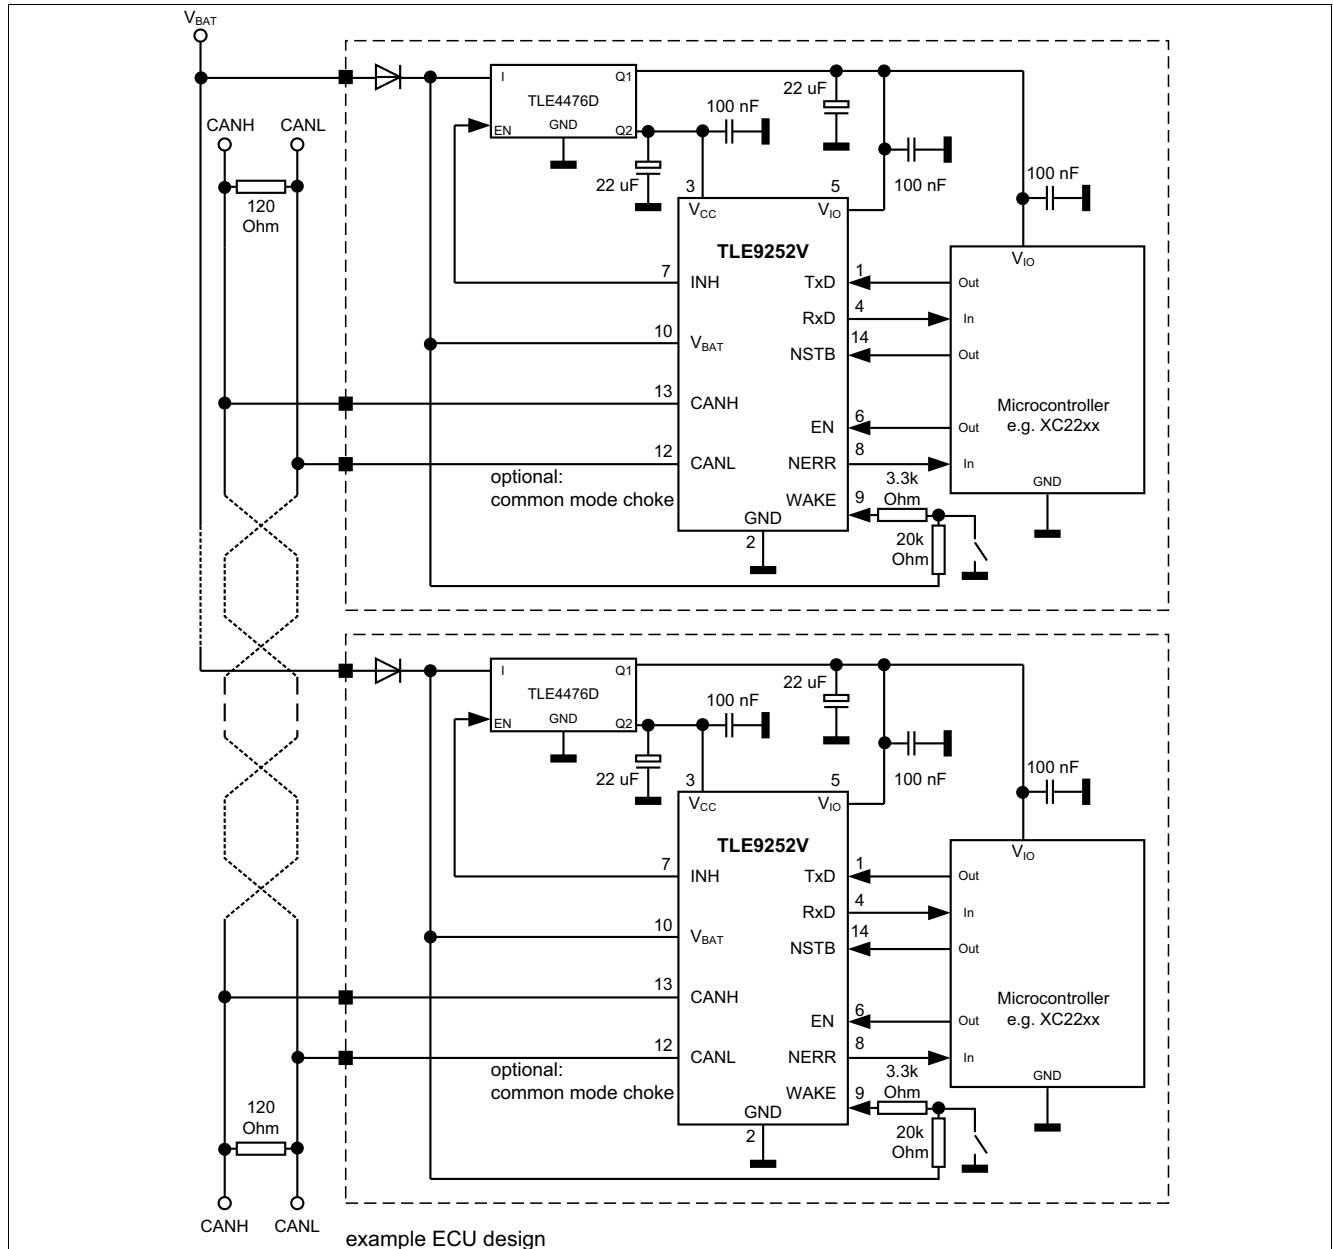 VBAT
CANH CANL
120
Ohm
I Q1
TLE4476D
EN GND Q2
22 uF
100 nF
22 uF
100 nF
100 nF
3 5
VCC VIO
TLE9252V
7 INH
10 VBAT
13 CANH
12 CANL
TxD 1
RxD 4
NSTB 14
EN 6
NERR 8
WAKE 9
GND
2
VIO
Out
In
Out
Microcontroller
e.g. XC22xx
Out
In
GND
3.3k
Ohm
20k
Ohm
optional:
common mode choke
I Q1
TLE4476D
EN GND Q2
22 uF
100 nF
22 uF
100 nF
100 nF
3 5
VCC VIO
TLE9252V
7 INH
10 VBAT
13 CANH
12 CANL
TxD 1
RxD 4
NSTB 14
EN 6
NERR 8
WAKE 9
GND
2
VIO
Out
In
Out
Microcontroller
e.g. XC22xx
Out
In
GND
3.3k
Ohm
20k
Ohm
optional:
common mode choke
120
Ohm
CANH CANL
example ECU design